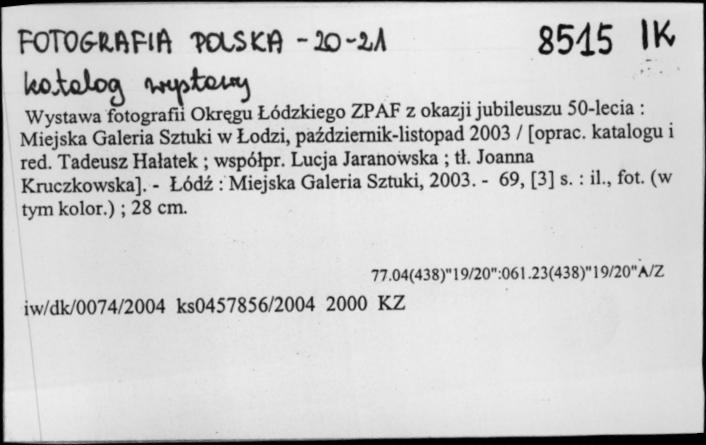 FOTOGRAFIA POLSKA - 20-21 8515 IK
katalog wystawy
Wystawa fotografii Okręgu Łódzkiego ZPAF z okazji jubileuszu 50-lecia :
Miejska Galeria Sztuki w Łodzi, październik-listopad 2003 / [oprac. katalogu i
red. Tadeusz Hałatek ; współpr. Lucja Jaranowska ; tł. Joanna
Kruczkowska]. - Łódź : Miejska Galeria Sztuki, 2003. - 69, [3] s. : il., fot. (w
tym kolor.) ; 28 cm.
77.04(438)"19/20":061.23(438)"19/20"A/Z
iw/dk/0074/2004 ks0457856/2004 2000 KZ